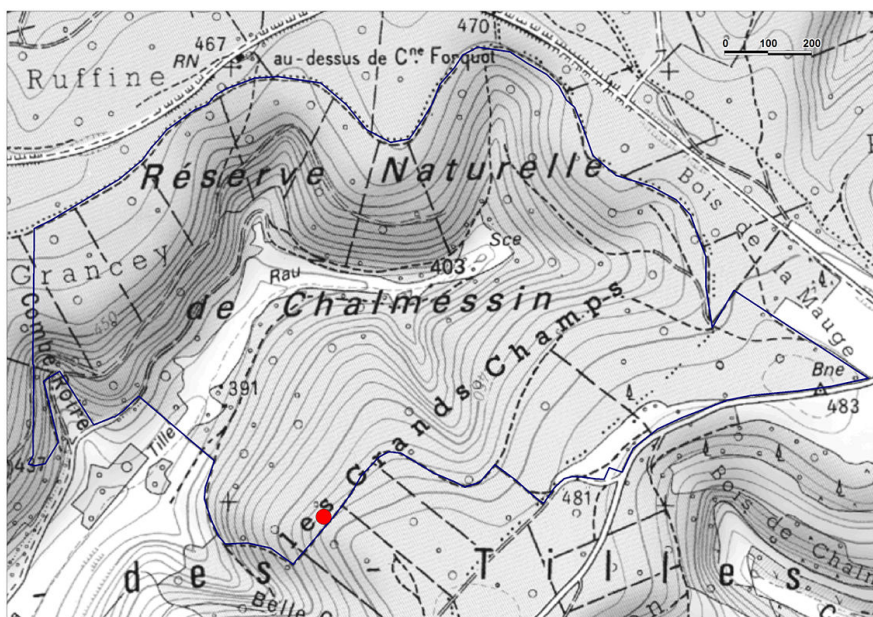 467
470
RN
au-dessus de Cne Forquot
0 100 200
Ruffine
Réserve Naturelle
Bois de la Mauge
Sce
403
Grancey
Rau
de Chalmessin
450
Combe Noire
les Grands Champs
391
Bne
483
Tille
481
Bois de
des Tilles
Belle